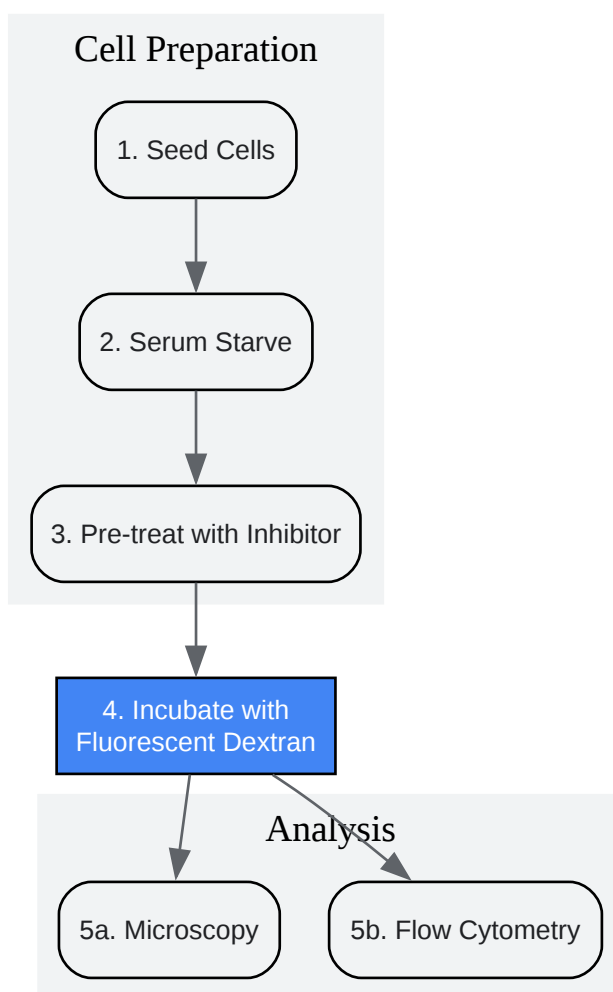 Cell Preparation
1. Seed Cells
2. Serum Starve
3. Pre-treat with Inhibitor
4. Incubate with
Fluorescent Dextran
Analysis
5a. Microscopy
5b. Flow Cytometry